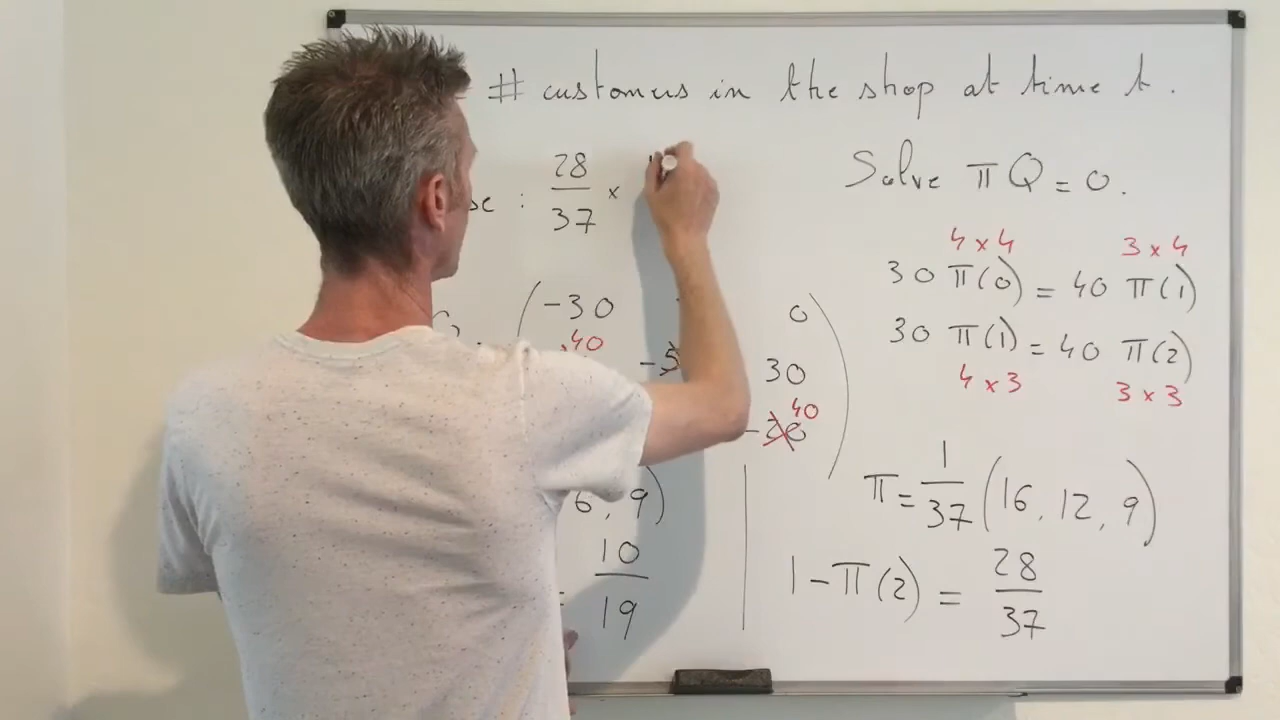 # customers in the shop at time t.
Solve π Q = 0.
: 28/37 ×
4 x 4 3 x 4
30 π(0) = 40 π(1)
30 π(1) = 40 π(2)
4 x 3 3 x 3
-30 0
40
30
40
π = 1/37 (16, 12, 9)
6, 9)
10/19
1 - π(2) = 28/37